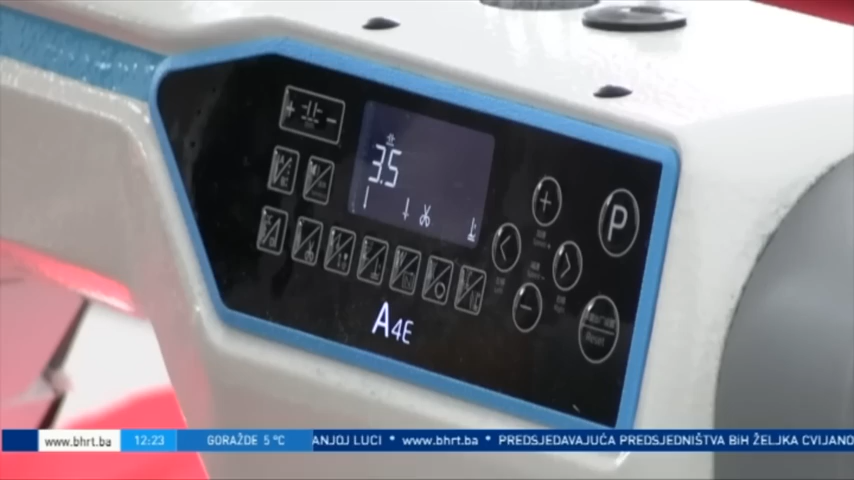 3.5
P
Reset
A4E
www.bhrt.ba 12:23 GORAŽDE 5 °C ANJOJ LUCI * www.bhrt.ba * PREDSJEDAVAJUĆA PREDSJEDNIŠTVA BiH ŽELJKA CVIJANO